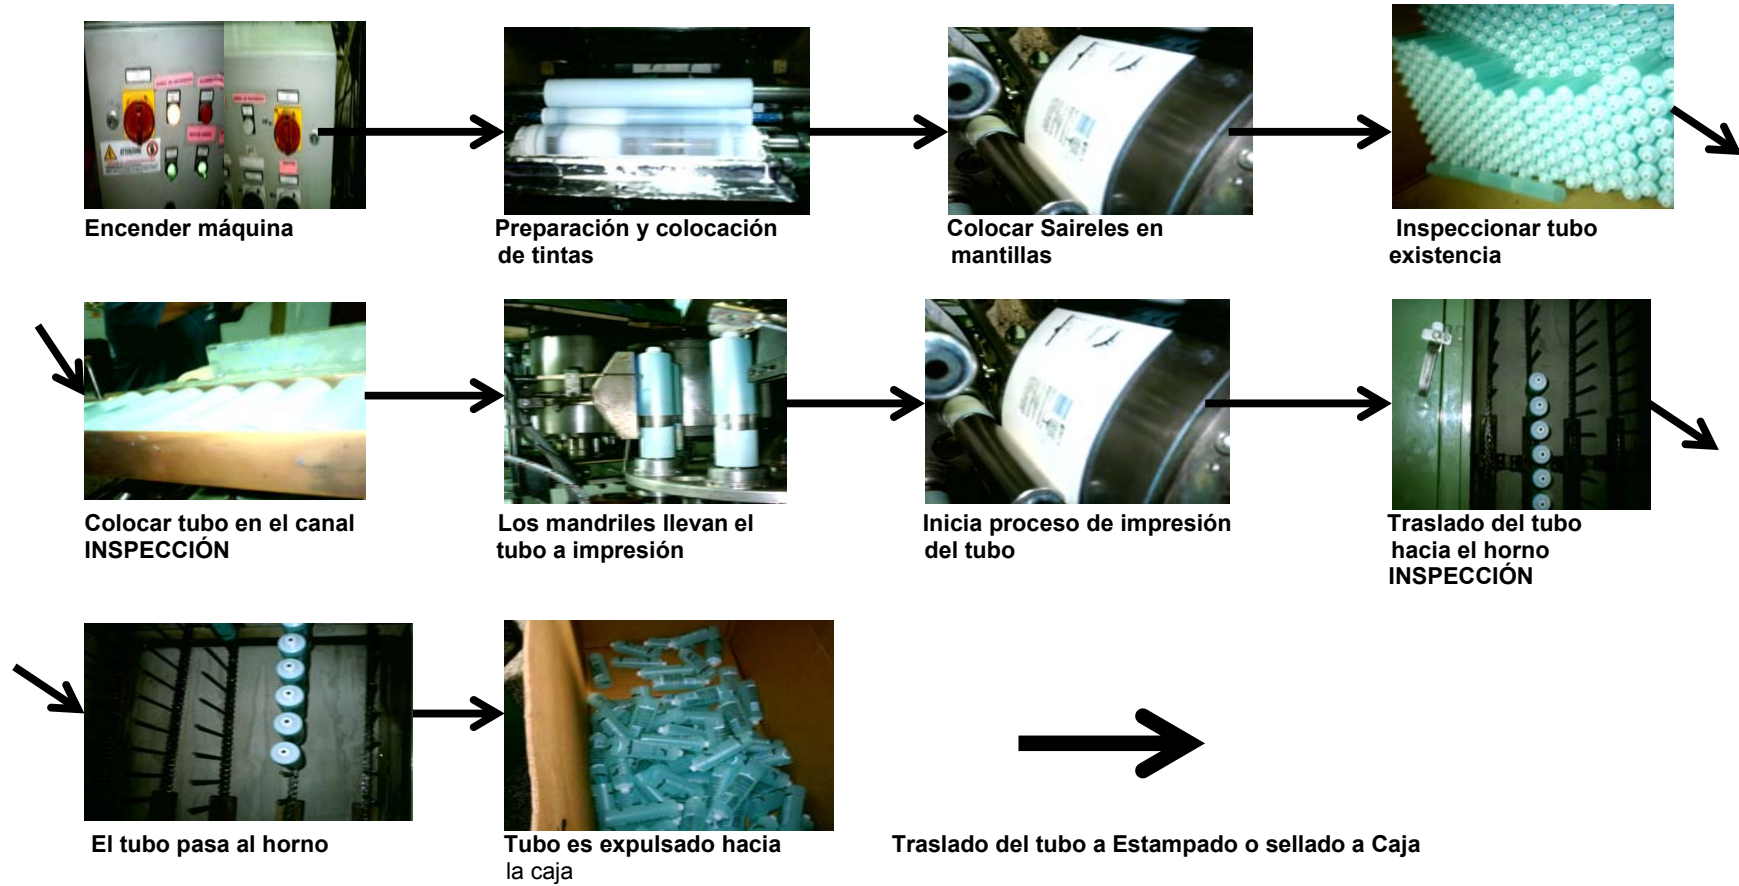 ATTENZIONE
Encender máquina
Preparación y colocación
de tintas
Colocar Saireles en
mantillas
Inspeccionar tubo
existencia
Colocar tubo en el canal
INSPECCIÓN
Los mandriles llevan el
tubo a impresión
Inicia proceso de impresión
del tubo
Traslado del tubo
hacia el horno
INSPECCIÓN
El tubo pasa al horno
Tubo es expulsado hacia
la caja
Traslado del tubo a Estampado o sellado a Caja